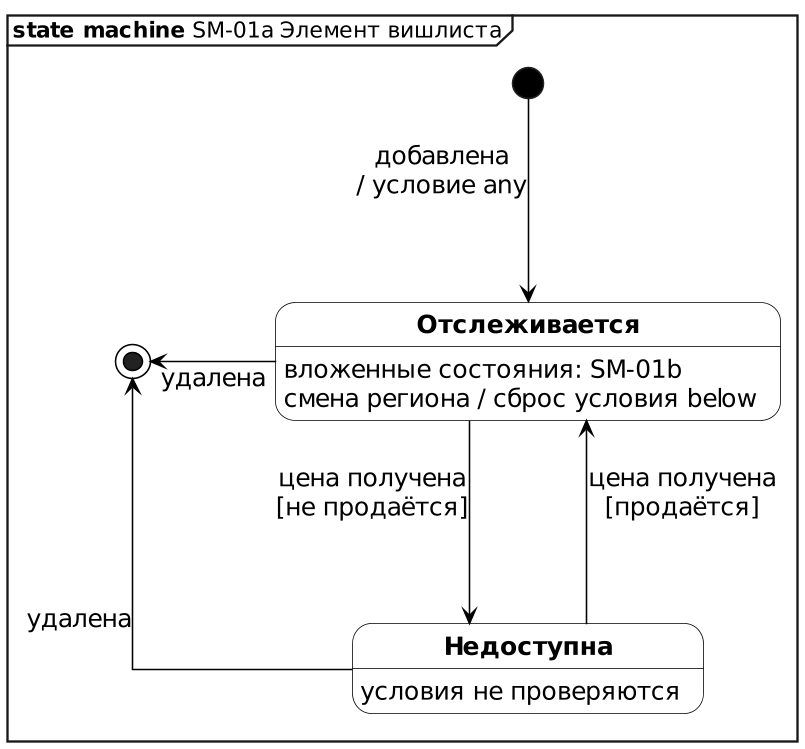 state machine SM-01a Элемент вишлиста
добавлена
/ условие any
Отслеживается
вложенные состояния: SM-01b
смена региона / сброс условия below
удалена
цена получена
[не продаётся]
цена получена
[продаётся]
удалена
Недоступна
условия не проверяются